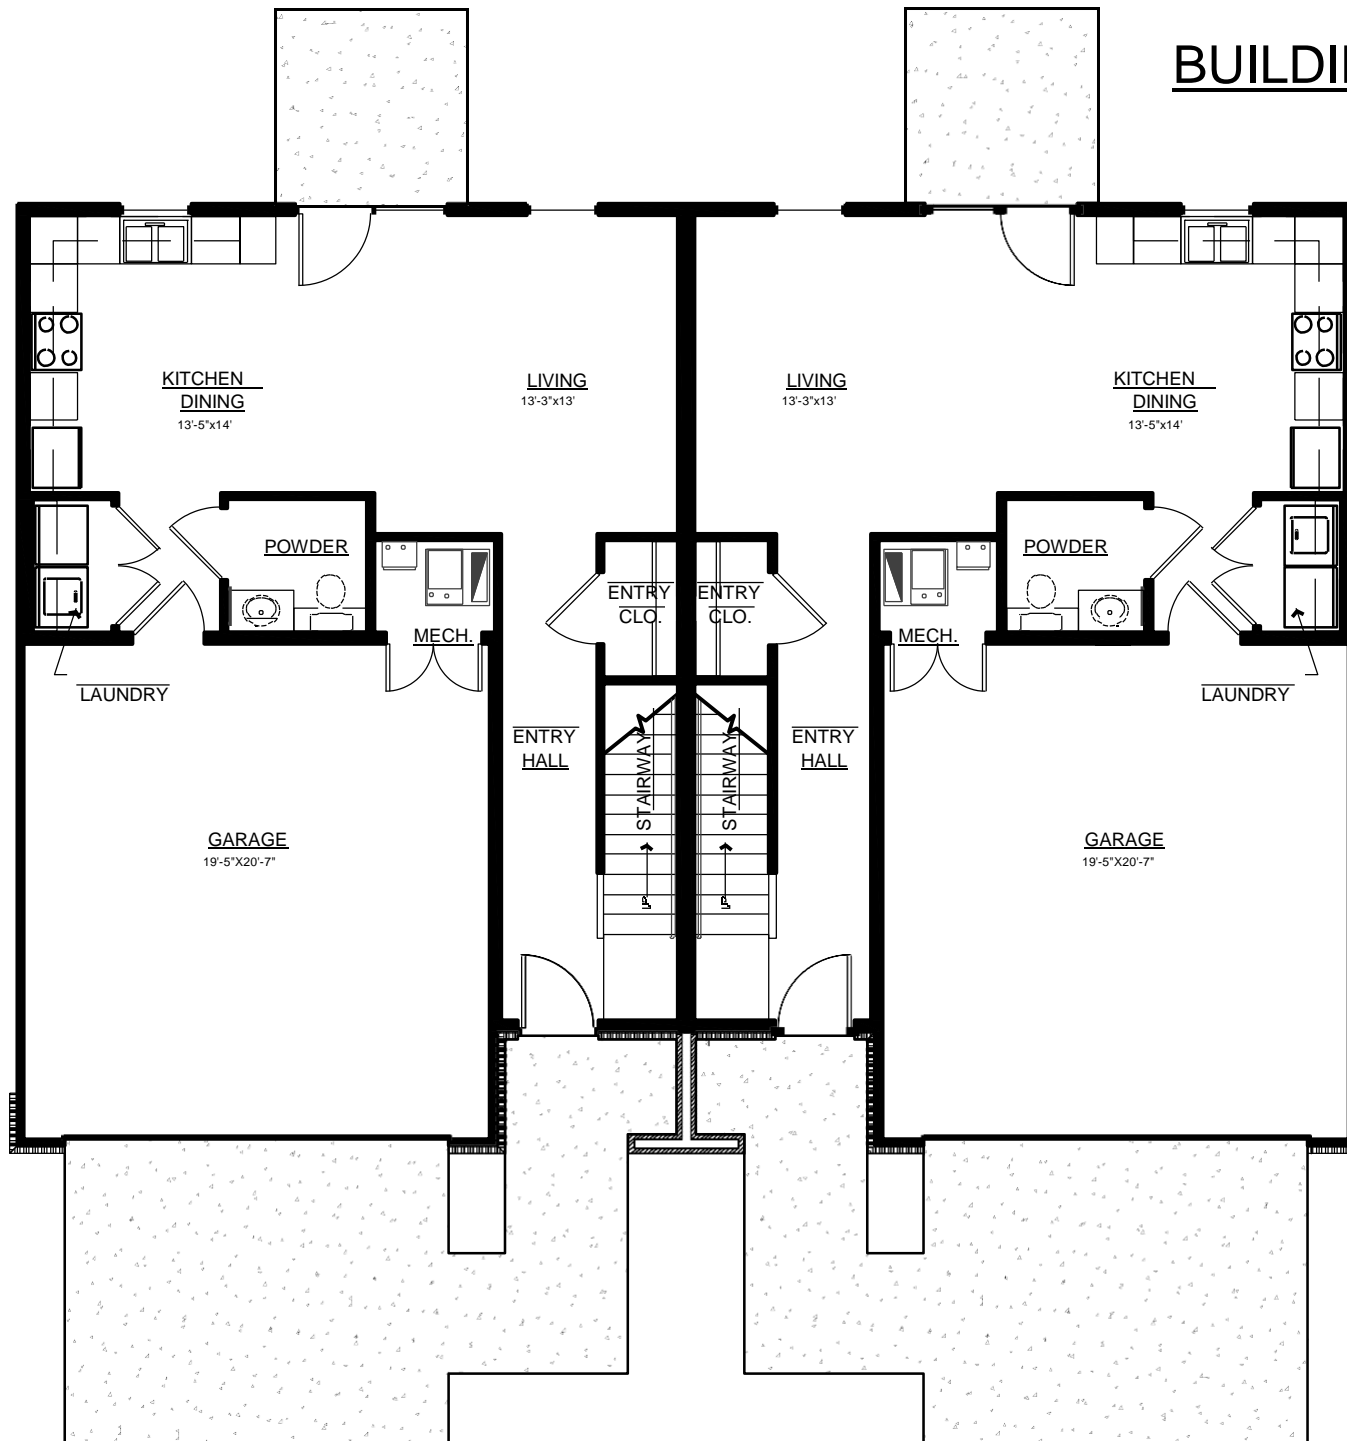 BUILDI
KITCHEN
DINING
13'-5"x14'
LIVING
13'-3"x13'
LIVING
13'-3"x13'
KITCHEN
DINING
13'-5"x14'
POWDER
MECH.
ENTRY
CLO.
ENTRY
CLO.
MECH.
POWDER
LAUNDRY
LAUNDRY
ENTRY
HALL
STAIRWAY
UP
STAIRWAY
UP
ENTRY
HALL
GARAGE
19'-5"X20'-7"
GARAGE
19'-5"X20'-7"